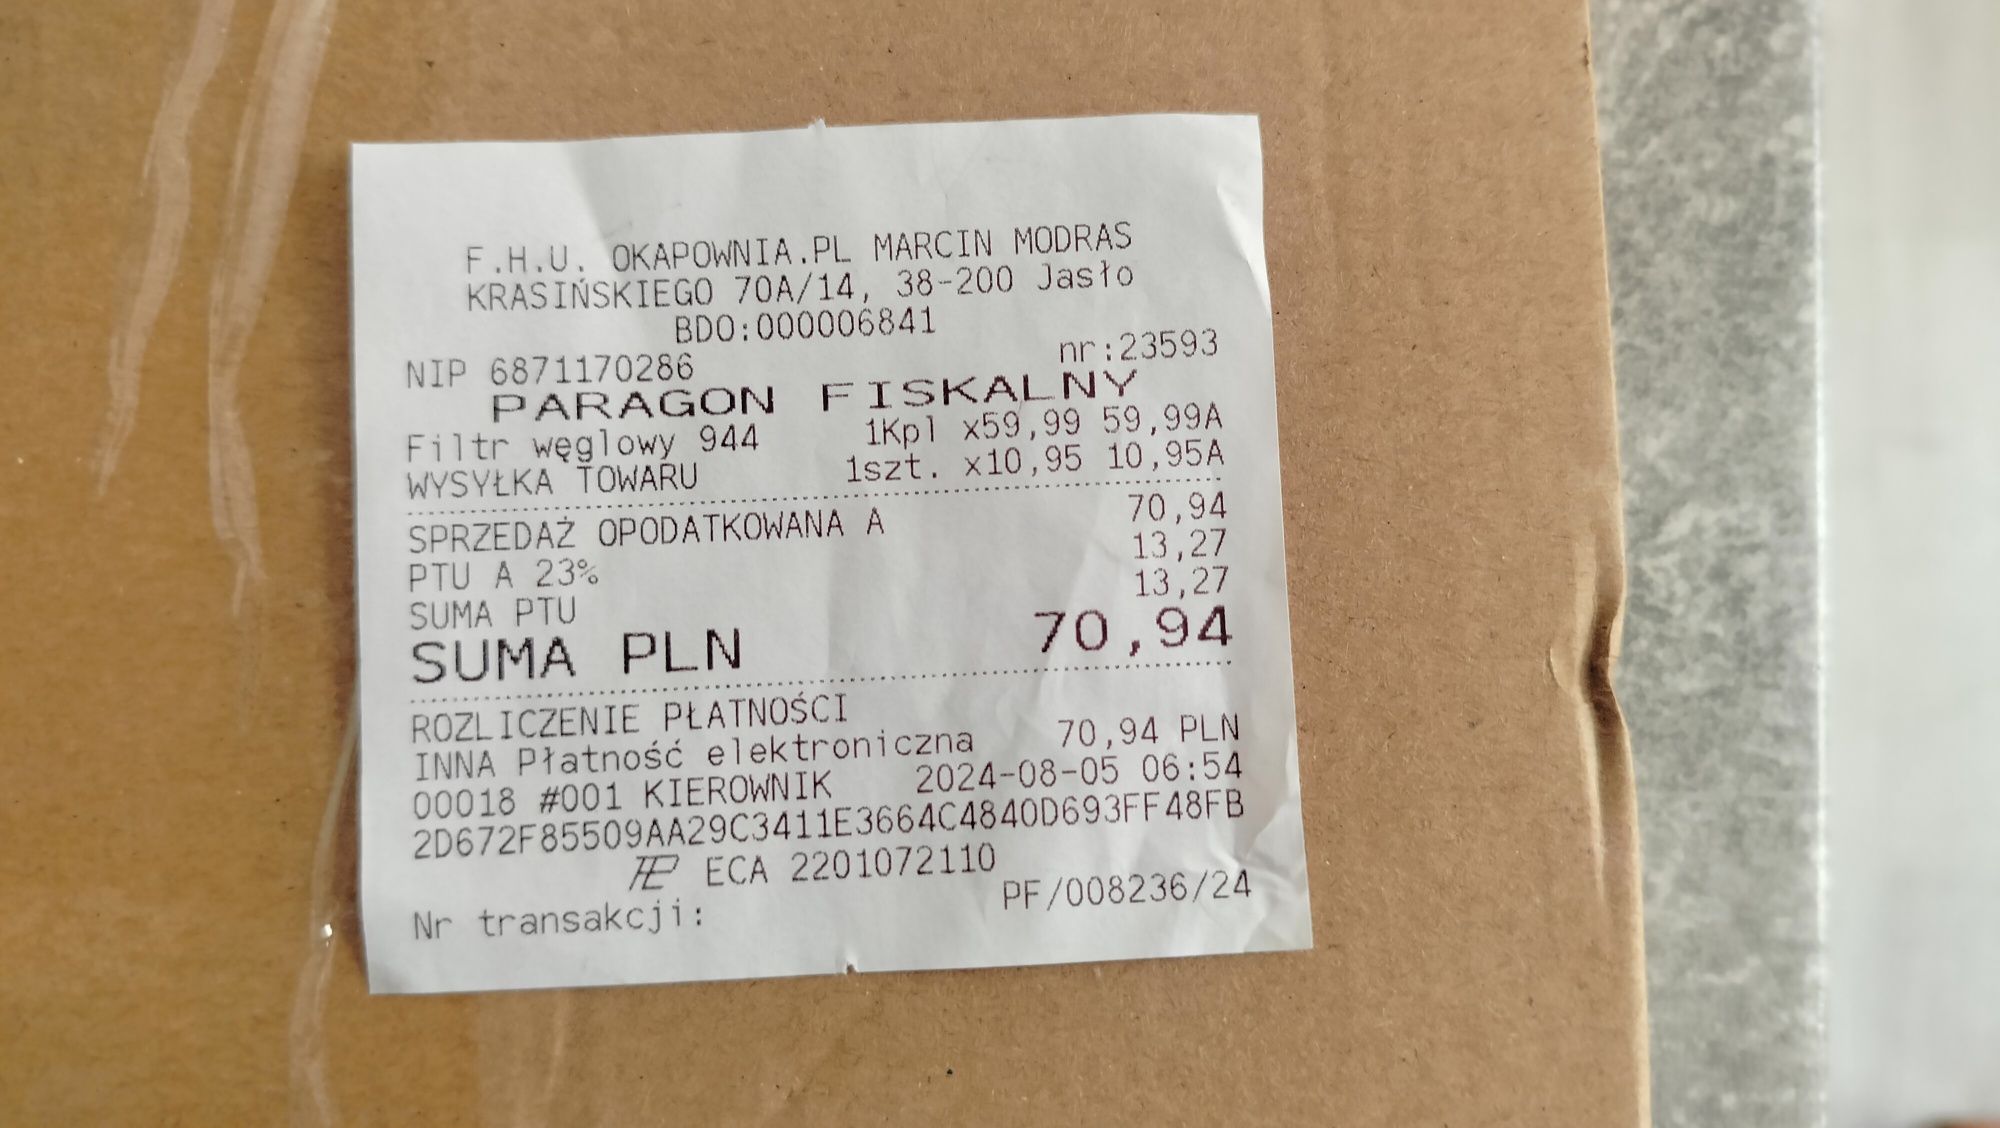 F.H.U. OKAPOWNIA.PL MARCIN MODRAS
KRASIŃSKIEGO 70A/14, 38-200 Jasło
BDO:000006841
NIP 6871170286 nr:23593
PARAGON FISKALNY
Filtr węglowy 944 1Kpl x59,99 59,99A
WYSYŁKA TOWARU 1szt. x10,95 10,95A
SPRZEDAŻ OPODATKOWANA A 70,94
PTU A 23% 13,27
SUMA PTU 13,27
SUMA PLN 70,94
ROZLICZENIE PŁATNOŚCI
INNA Płatność elektroniczna 70,94 PLN
00018 #001 KIEROWNIK 2024-08-05 06:54
2D672F85509AA29C3411E3664C4840D693FF48FB
ECA 2201072110
Nr transakcji: PF/008236/24